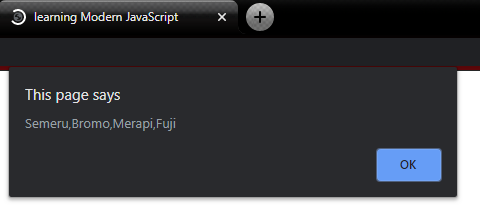 learning Modern JavaScript
This page says
Semeru,Bromo,Merapi,Fuji
OK